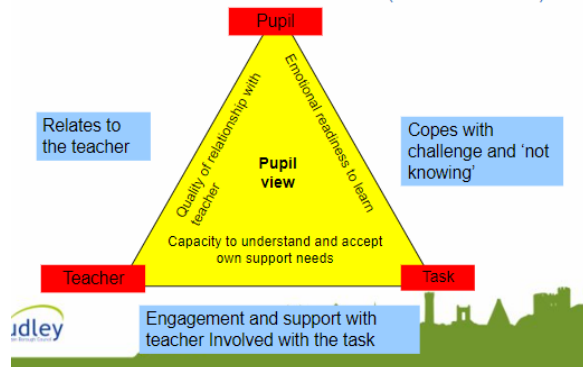 Pupil
Relates to
the teacher
Quality of relationship with
teacher
Emotional readiness to learn
Pupil
view
Copes with
challenge and ‘not
knowing’
Capacity to understand and accept
own support needs
Teacher
Task
udley
Engagement and support with
teacher Involved with the task